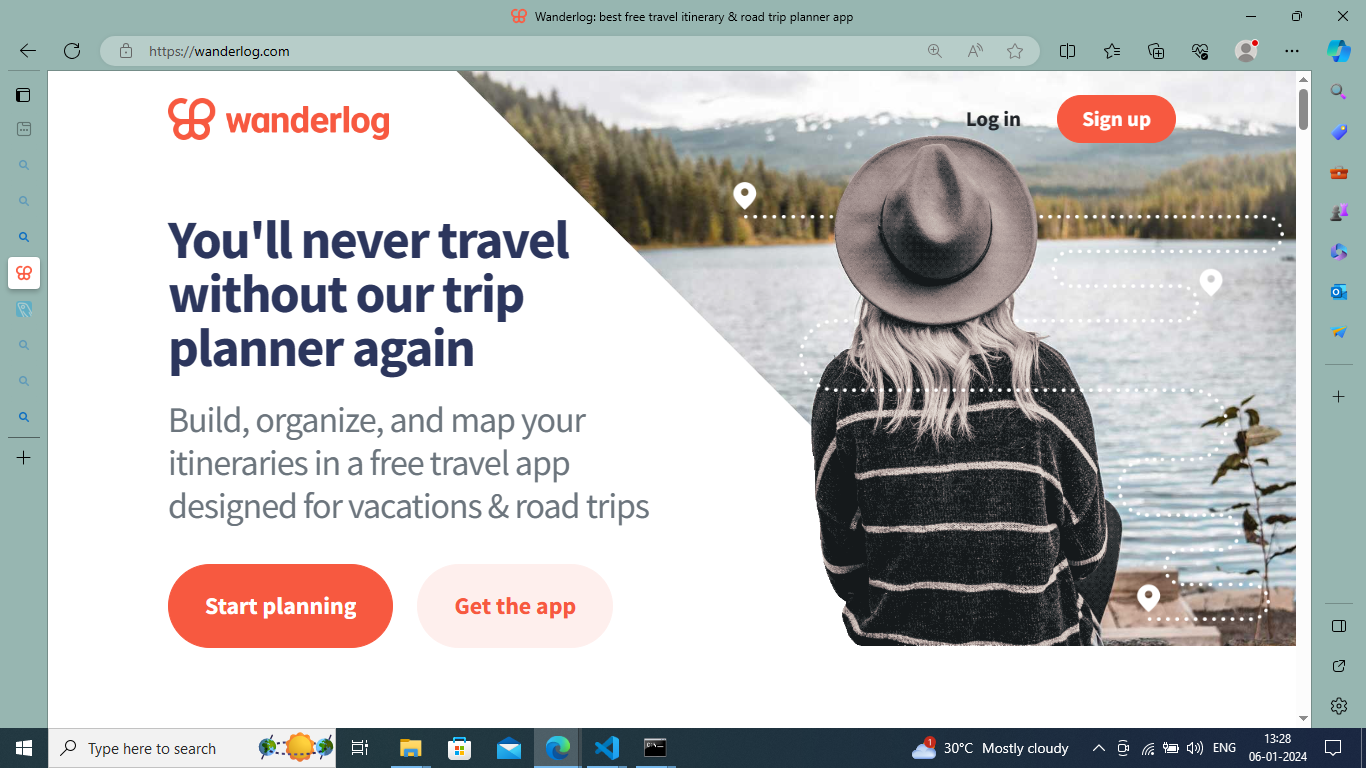 Wanderlog: best free travel itinerary & road trip planner app
https://wanderlog.com
wanderlog
Log in
Sign up
You'll never travel
without our trip
planner again
Build, organize, and map your
itineraries in a free travel app
designed for vacations & road trips
Start planning
Get the app
Type here to search
1
30°C Mostly cloudy
ENG
13:28
06-01-2024